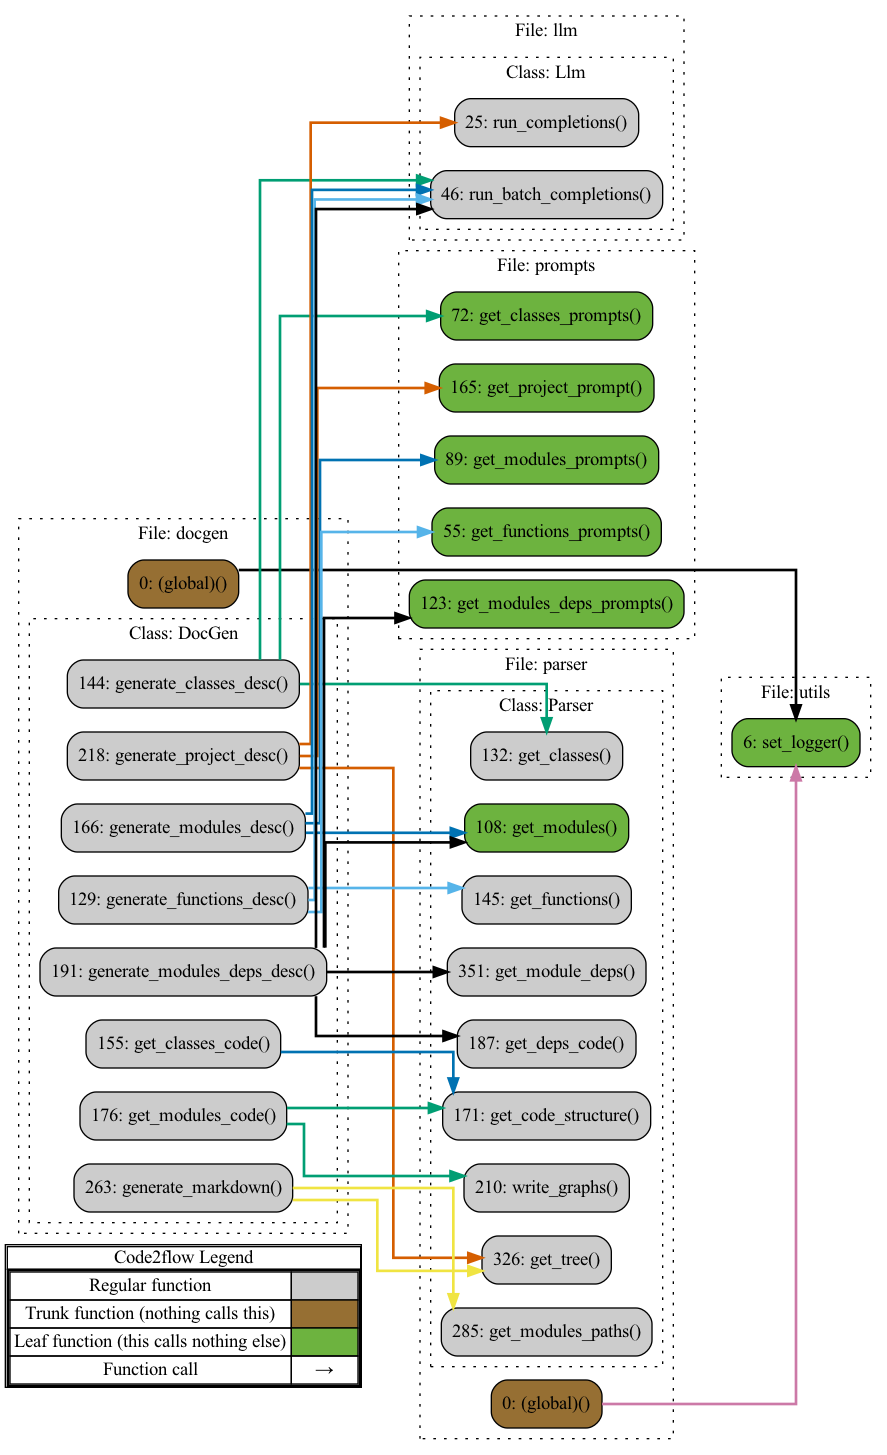 File: llm
Class: Llm
25: run_completions()
46: run_batch_completions()
File: prompts
72: get_classes_prompts()
165: get_project_prompt()
89: get_modules_prompts()
55: get_functions_prompts()
123: get_modules_deps_prompts()
File: docgen
0: (global)()
Class: DocGen
144: generate_classes_desc()
218: generate_project_desc()
166: generate_modules_desc()
129: generate_functions_desc()
191: generate_modules_deps_desc()
155: get_classes_code()
176: get_modules_code()
263: generate_markdown()
File: parser
Class: Parser
132: get_classes()
108: get_modules()
145: get_functions()
351: get_module_deps()
187: get_deps_code()
171: get_code_structure()
210: write_graphs()
326: get_tree()
285: get_modules_paths()
0: (global)()
File: utils
6: set_logger()
Code2flow Legend
Regular function
Trunk function (nothing calls this)
Leaf function (this calls nothing else)
Function call →